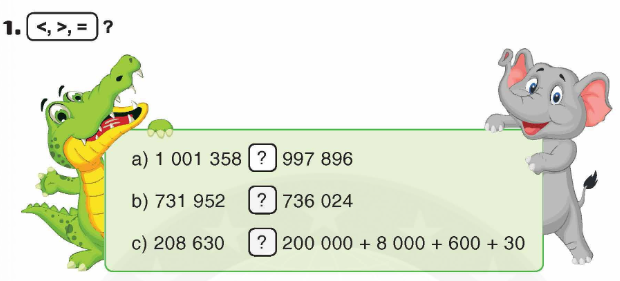 1. <, >, = ?
a) 1 001 358 ? 997 896
b) 731 952 ? 736 024
c) 208 630 ? 200 000 + 8 000 + 600 + 30